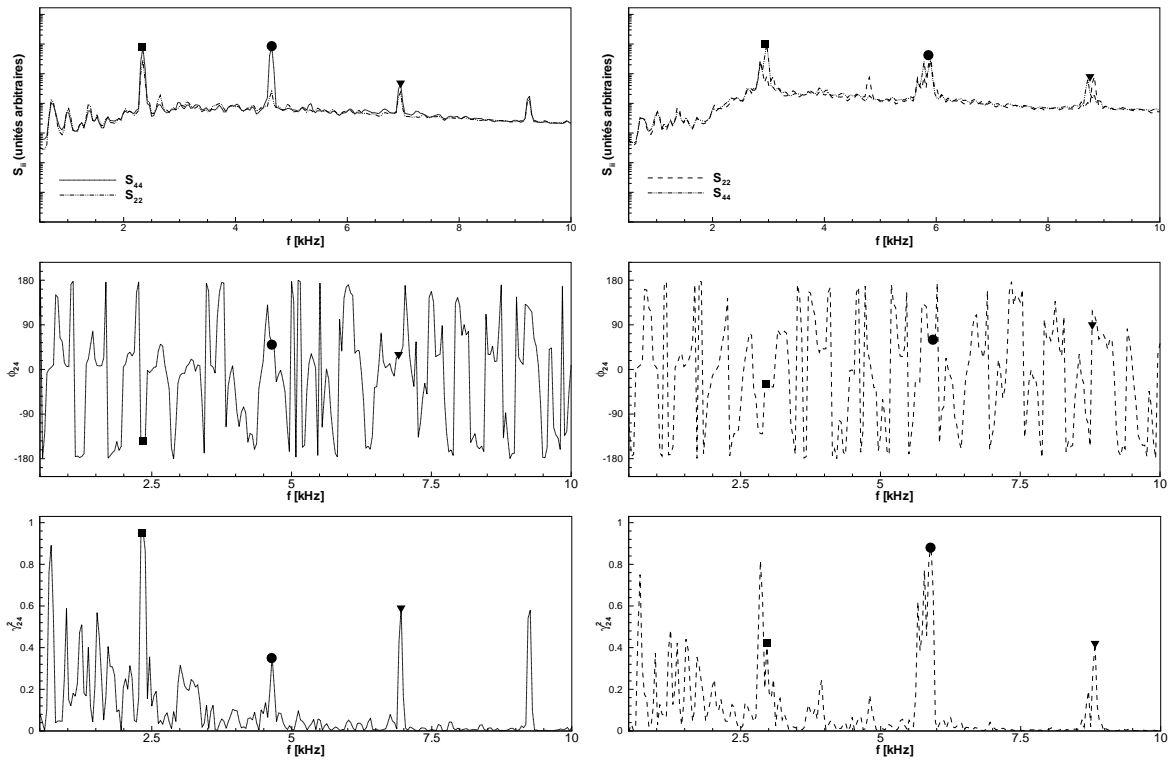 S_ii (unités arbitraires)
S_44
S_22
2 4 6 8 10
f [kHz]
S_ii (unités arbitraires)
S_22
S_44
2 4 6 8 10
f [kHz]
180
90
0
-90
-180
ϕ_24
2.5 5 7.5 10
f [kHz]
180
90
0
-90
-180
ϕ_24
2.5 5 7.5 10
f [kHz]
1
0.8
0.6
0.4
0.2
0
γ²_24
2.5 5 7.5 10
f [kHz]
1
0.8
0.6
0.4
0.2
0
γ²_24
2.5 5 7.5 10
f [kHz]